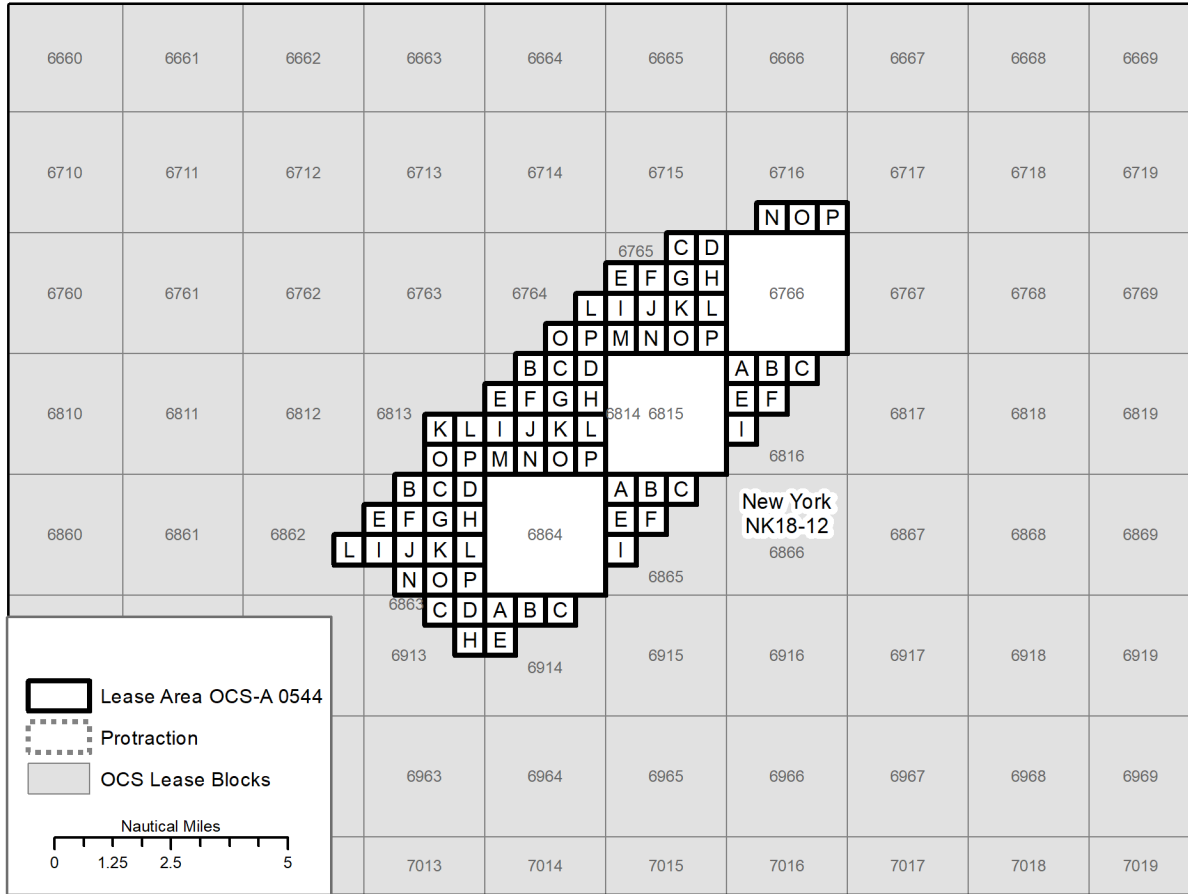 6660 6661 6662 6663 6664 6665 6666 6667 6668 6669
6710 6711 6712 6713 6714 6715 6716 6717 6718 6719
N O P
6765 C D
E F G H
6760 6761 6762 6763 6764 6766 6767 6768 6769
L I J K L
O P M N O P
B C D A B C
E F G H E F
6810 6811 6812 6813 6814 6815 6817 6818 6819
K L I J K L I
O P M N O P 6816
B C D A B C
New York
NK18-12
E F G H E F
6860 6861 6862 6864 6866 6867 6868 6869
L I J K L I
N O P 6865
6863 C D A B C
H E
6913 6914 6915 6916 6917 6918 6919
Lease Area OCS-A 0544
Protraction
OCS Lease Blocks
6963 6964 6965 6966 6967 6968 6969
Nautical Miles
0 1.25 2.5 5
7013 7014 7015 7016 7017 7018 7019